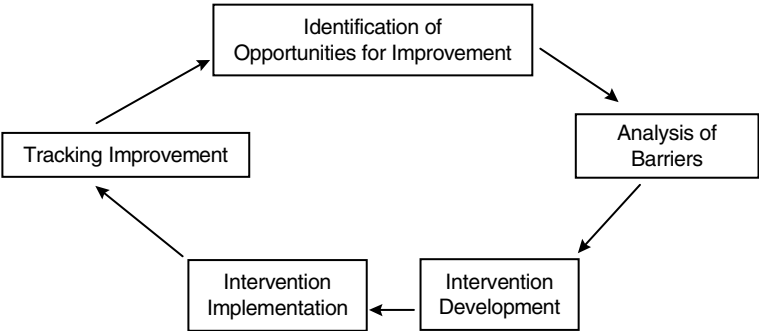 Identification of
Opportunities for Improvement
Analysis of
Barriers
Intervention
Development
Intervention
Implementation
Tracking Improvement